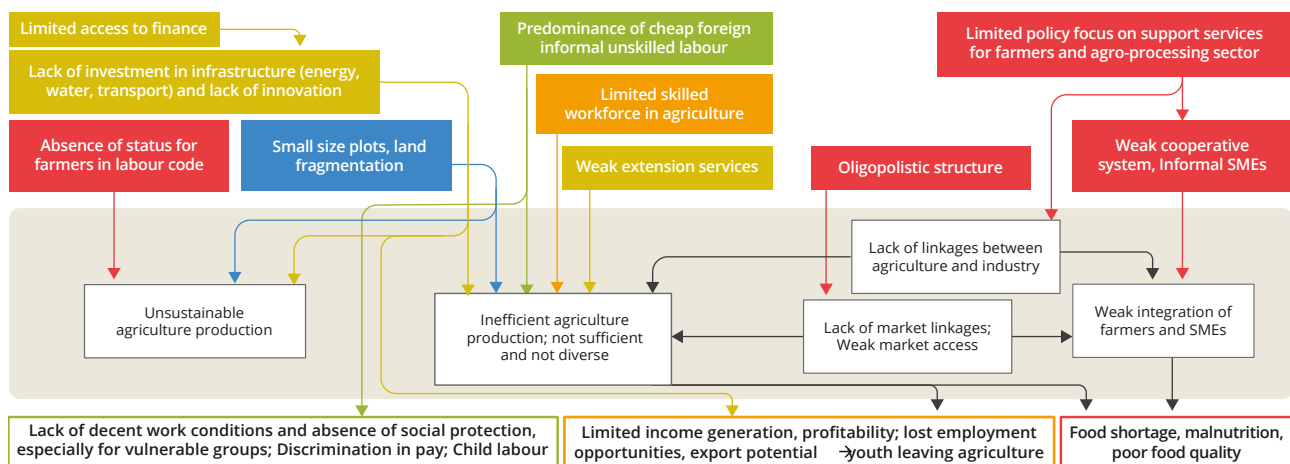 Limited access to finance
Lack of investment in infrastructure (energy,
water, transport) and lack of innovation
Predominance of cheap foreign
informal unskilled labour
Limited policy focus on support services
for farmers and agro-processing sector
Absence of status for
farmers in labour code
Small size plots, land
fragmentation
Limited skilled
workforce in agriculture
Weak extension services
Oligopolistic structure
Weak cooperative
system, Informal SMEs
Lack of linkages between
agriculture and industry
Unsustainable
agriculture production
Inefficient agriculture
production; not sufficient
and not diverse
Lack of market linkages;
Weak market access
Weak integration of
farmers and SMEs
Lack of decent work conditions and absence of social protection,
especially for vulnerable groups; Discrimination in pay; Child labour
Limited income generation, profitability; lost employment
opportunities, export potential → youth leaving agriculture
Food shortage, malnutrition,
poor food quality